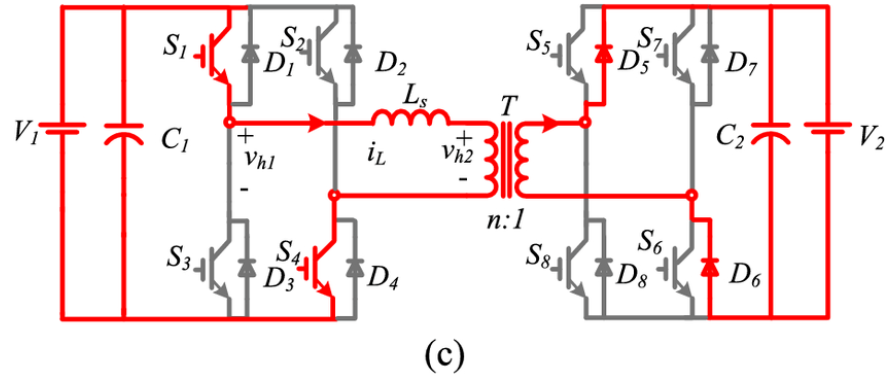 S1 S2 S5 S7
D1 D2 D5 D7
Ls T
V1 C1 + vh1 - iL + vh2 - C2 V2
n:1
S3 S4 S8 S6
D3 D4 D8 D6
(c)